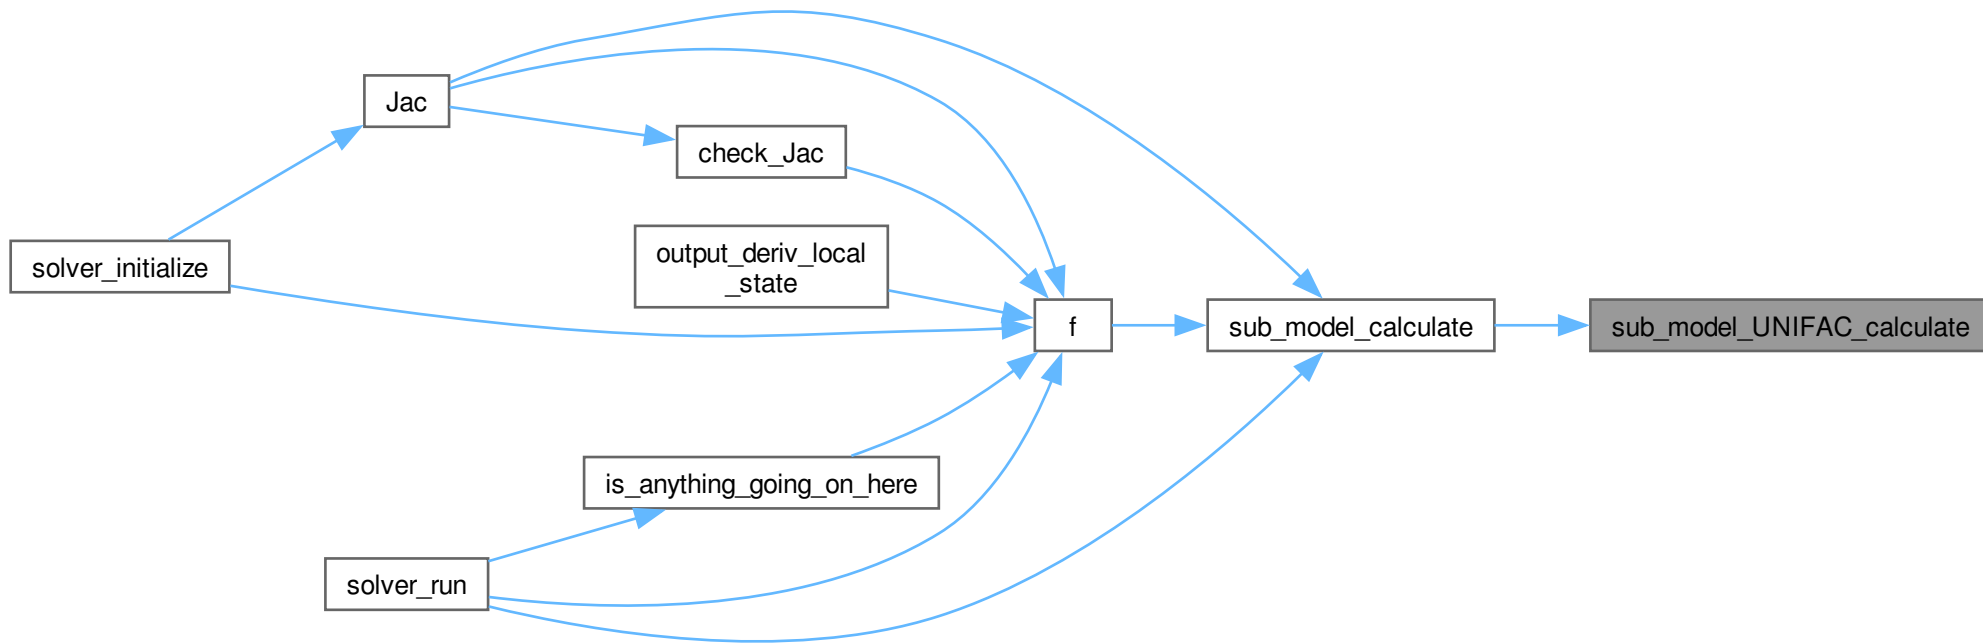 Jac
check_Jac
output_deriv_local
_state
solver_initialize
f
sub_model_calculate
sub_model_UNIFAC_calculate
is_anything_going_on_here
solver_run